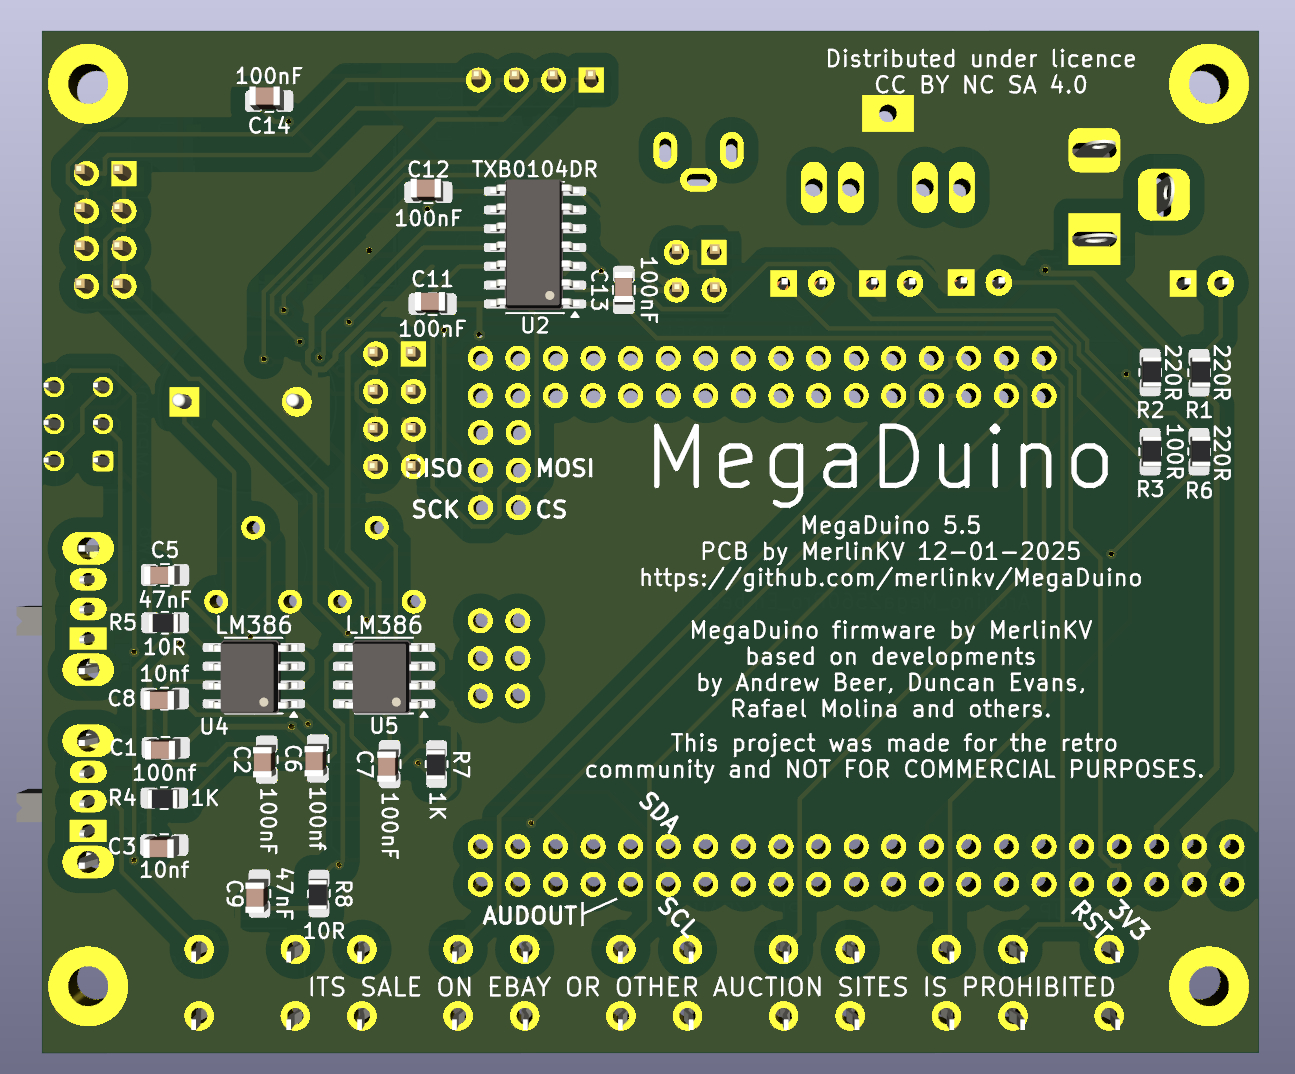 Distributed under licence
CC BY NC SA 4.0
100nF
C14
C12
100nF
TXB0104DR
C11
100nF
U2
C13
100nF
220R
220R
R2
R1
100R
220R
R3
R6
ISO
MOSI
SCK
CS
MegaDuino
MegaDuino 5.5
PCB by MerlinKV 12-01-2025
https://github.com/merlinkv/MegaDuino
MegaDuino firmware by MerlinKV
based on developments
by Andrew Beer, Duncan Evans,
Rafael Molina and others.
This project was made for the retro
community and NOT FOR COMMERCIAL PURPOSES.
C5
47nF
R5
10R
10nf
C8
LM386
LM386
U4
U5
C1
100nf
R4
1K
C3
10nf
C2
100nF
C6
100nf
C7
100nF
R7
1K
C9
47nF
R8
10R
SDA
AUDOUT
SCL
RST
3V3
ITS SALE ON EBAY OR OTHER AUCTION SITES IS PROHIBITED